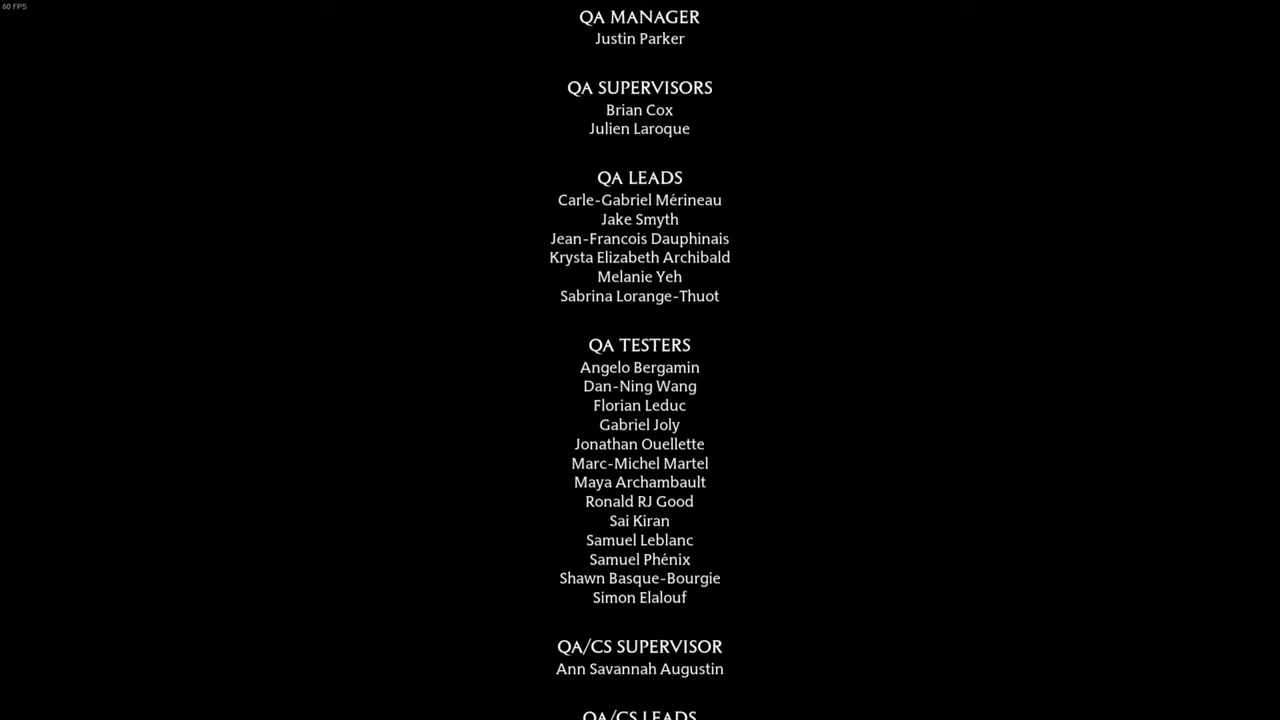 60 FPS
QA MANAGER
Justin Parker
QA SUPERVISORS
Brian Cox
Julien Laroque
QA LEADS
Carle-Gabriel Mérineau
Jake Smyth
Jean-Francois Dauphinais
Krysta Elizabeth Archibald
Melanie Yeh
Sabrina Lorange-Thuot
QA TESTERS
Angelo Bergamin
Dan-Ning Wang
Florian Leduc
Gabriel Joly
Jonathan Ouellette
Marc-Michel Martel
Maya Archambault
Ronald RJ Good
Sai Kiran
Samuel Leblanc
Samuel Phénix
Shawn Basque-Bourgie
Simon Elalouf
QA/CS SUPERVISOR
Ann Savannah Augustin
QA/CS LEADS